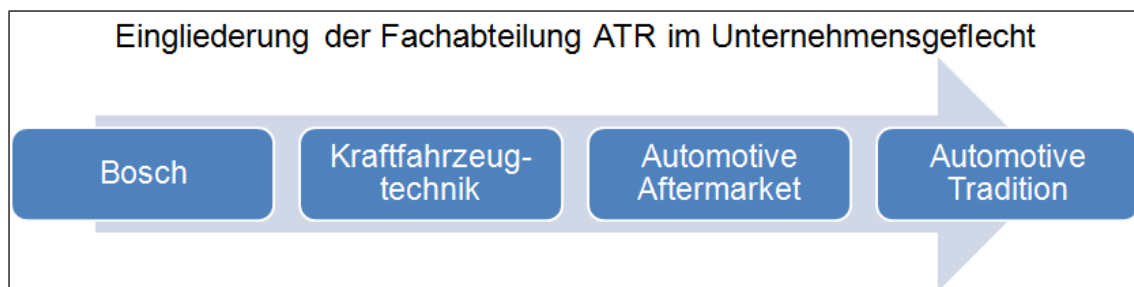 Eingliederung der Fachabteilung ATR im Unternehmensgeflecht
Bosch
Kraftfahrzeug-
technik
Automotive
Aftermarket
Automotive
Tradition